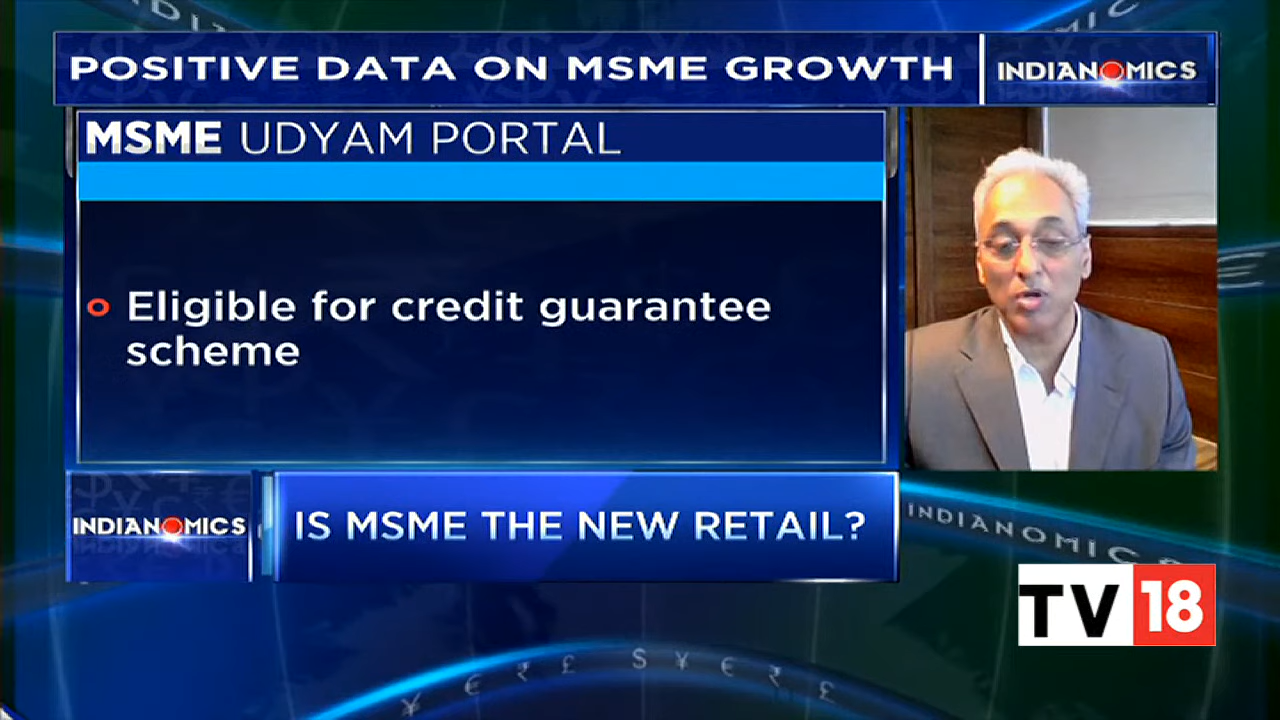 POSITIVE DATA ON MSME GROWTH
INDIANOMICS
MSME UDYAM PORTAL
Eligible for credit guarantee
scheme
INDIANOMICS
IS MSME THE NEW RETAIL?
INDIANOMIC
TV18
$ ¥ € ₹ £